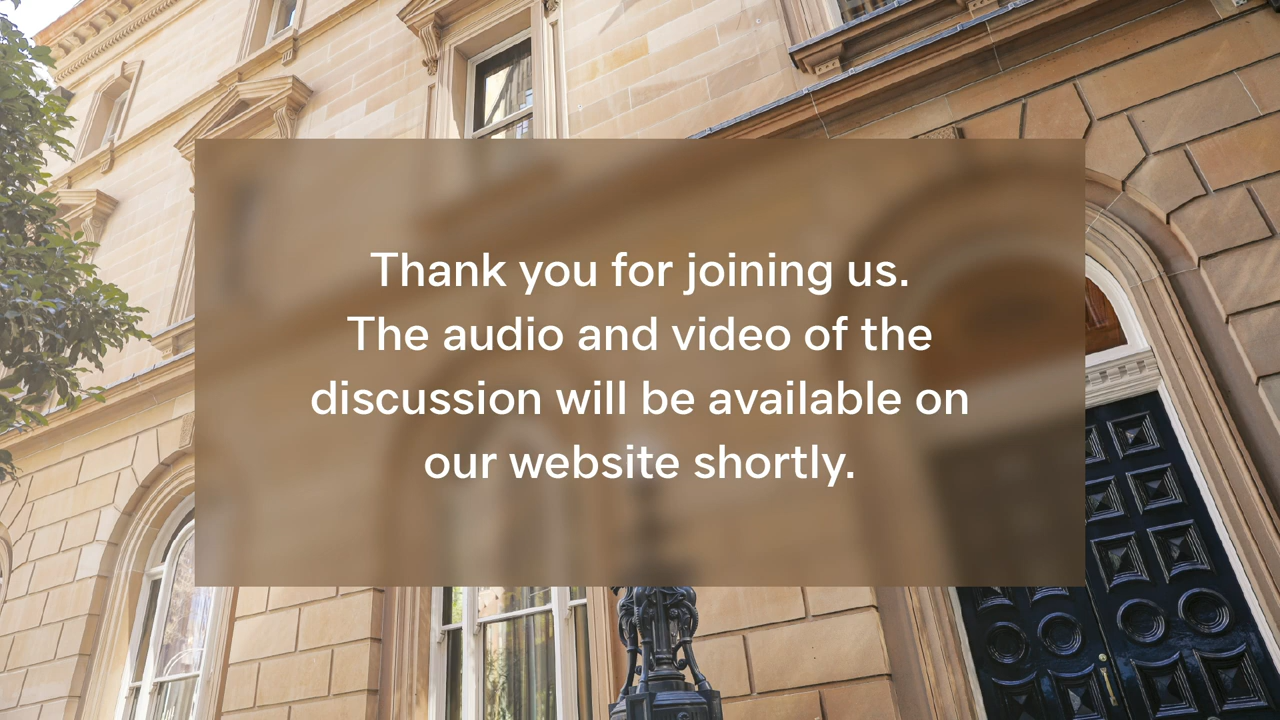 Thank you for joining us.
The audio and video of the
discussion will be available on
our website shortly.